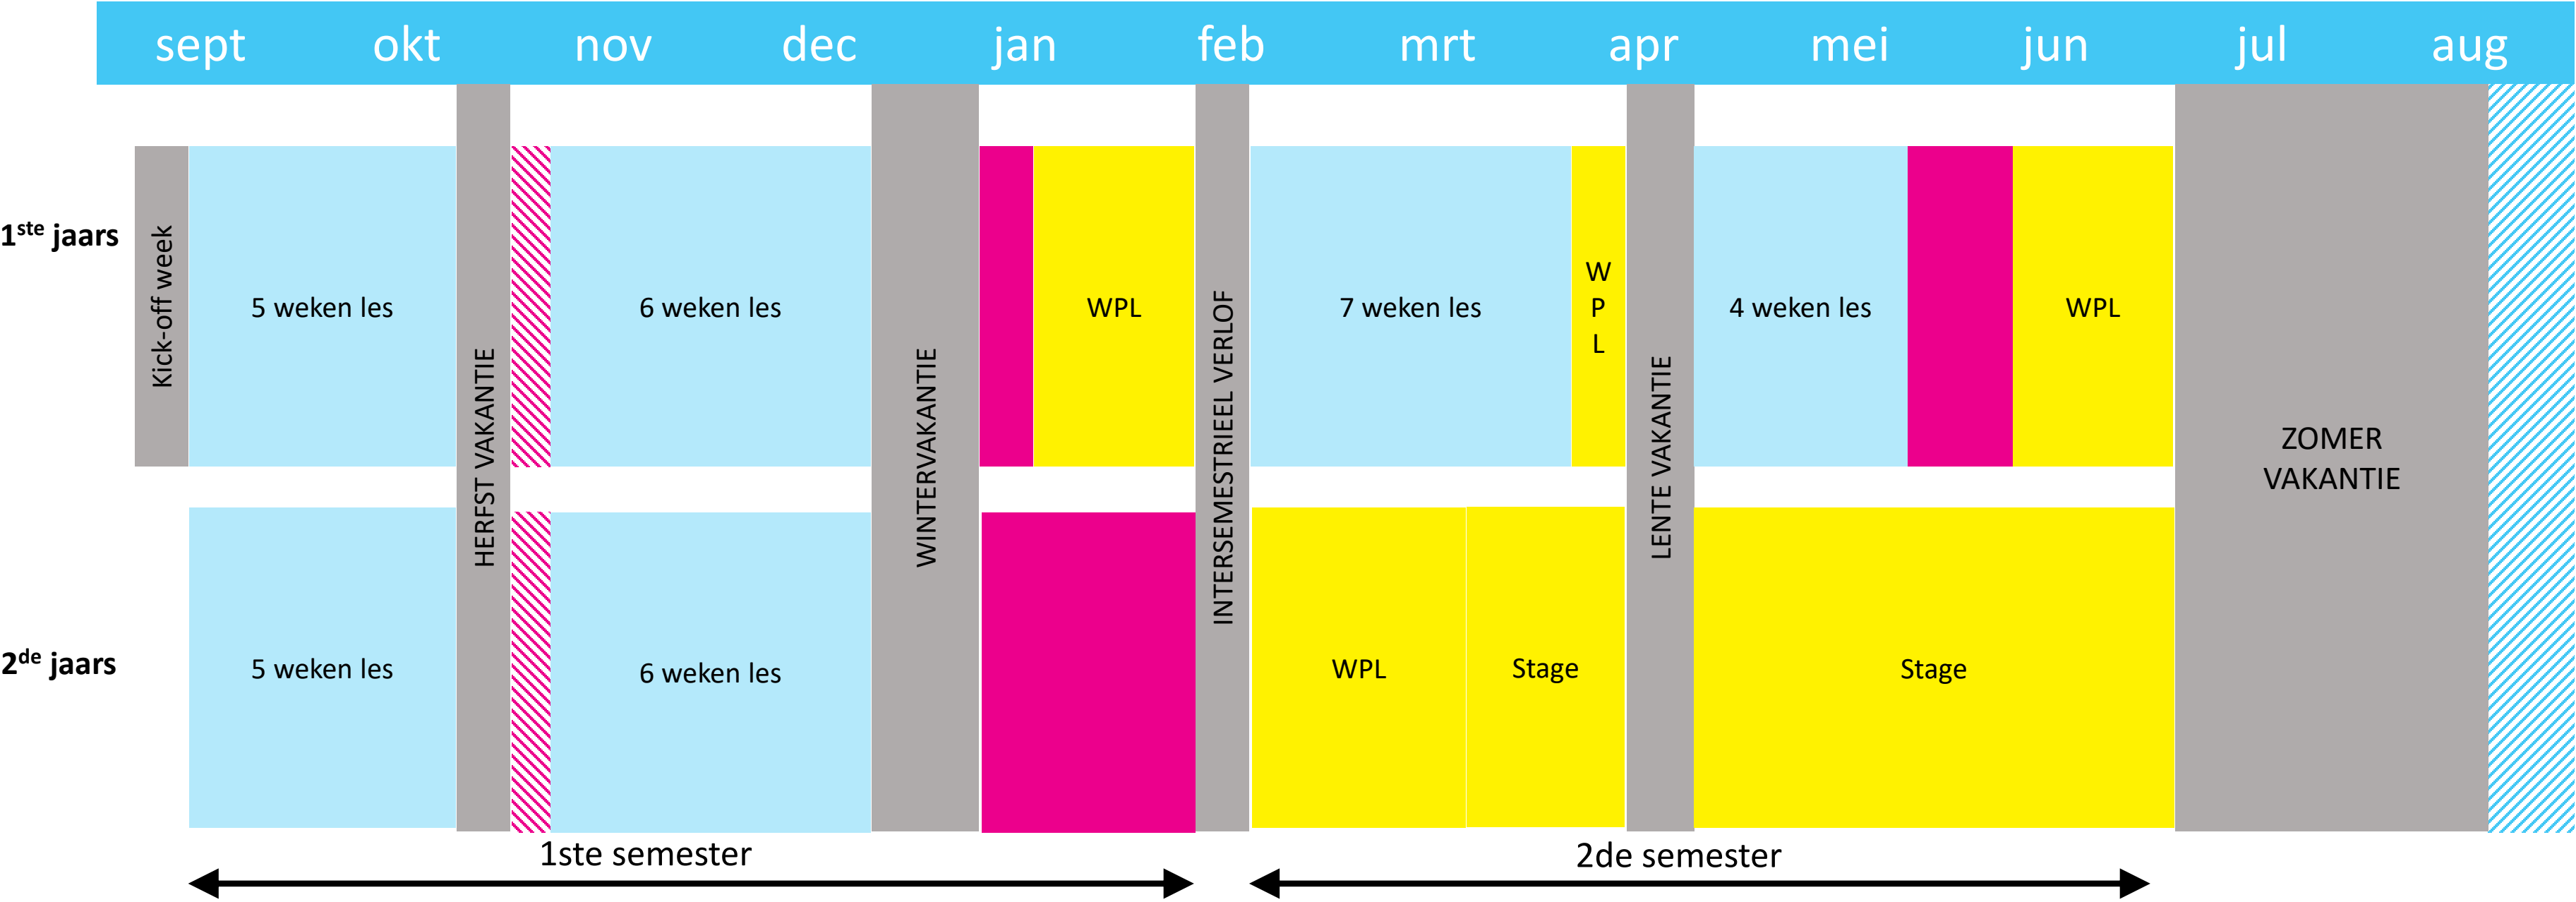 sept okt nov dec jan feb mrt apr mei jun jul aug
1ste jaars
Kick-off week
5 weken les
HERFST VAKANTIE
6 weken les
WINTERVAKANTIE
WPL
INTERSEMESTRIEEL VERLOF
7 weken les
W
P
L
LENTE VAKANTIE
4 weken les
WPL
ZOMER
VAKANTIE
2de jaars
5 weken les
6 weken les
WPL
Stage
Stage
1ste semester
2de semester